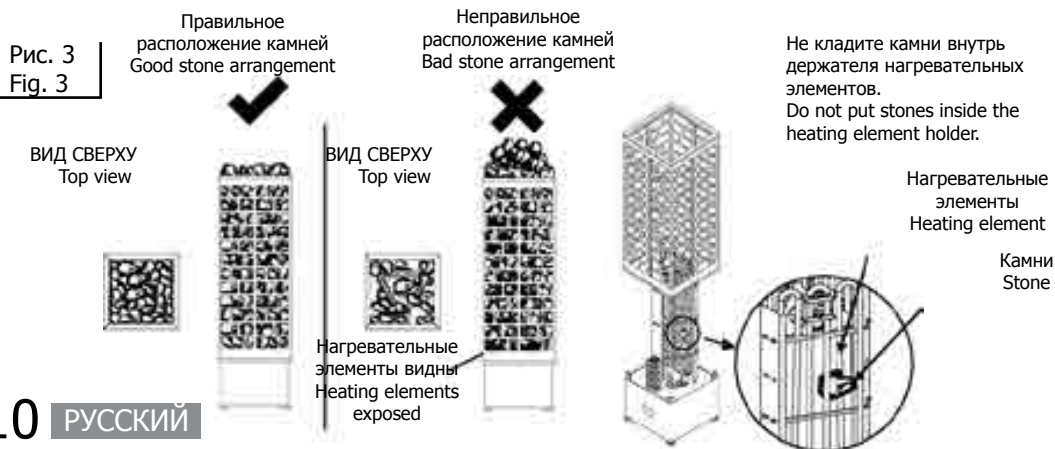 Рис. 3
Fig. 3
Правильное
расположение камней
Good stone arrangement
Неправильное
расположение камней
Bad stone arrangement
Не кладите камни внутрь
держателя нагревательных
элементов.
Do not put stones inside the
heating element holder.
ВИД СВЕРХУ
Top view
ВИД СВЕРХУ
Top view
Нагревательные
элементы
Heating element
Камни
Stone
Нагревательные
элементы видны
Heating elements
exposed
10 РУССКИЙ